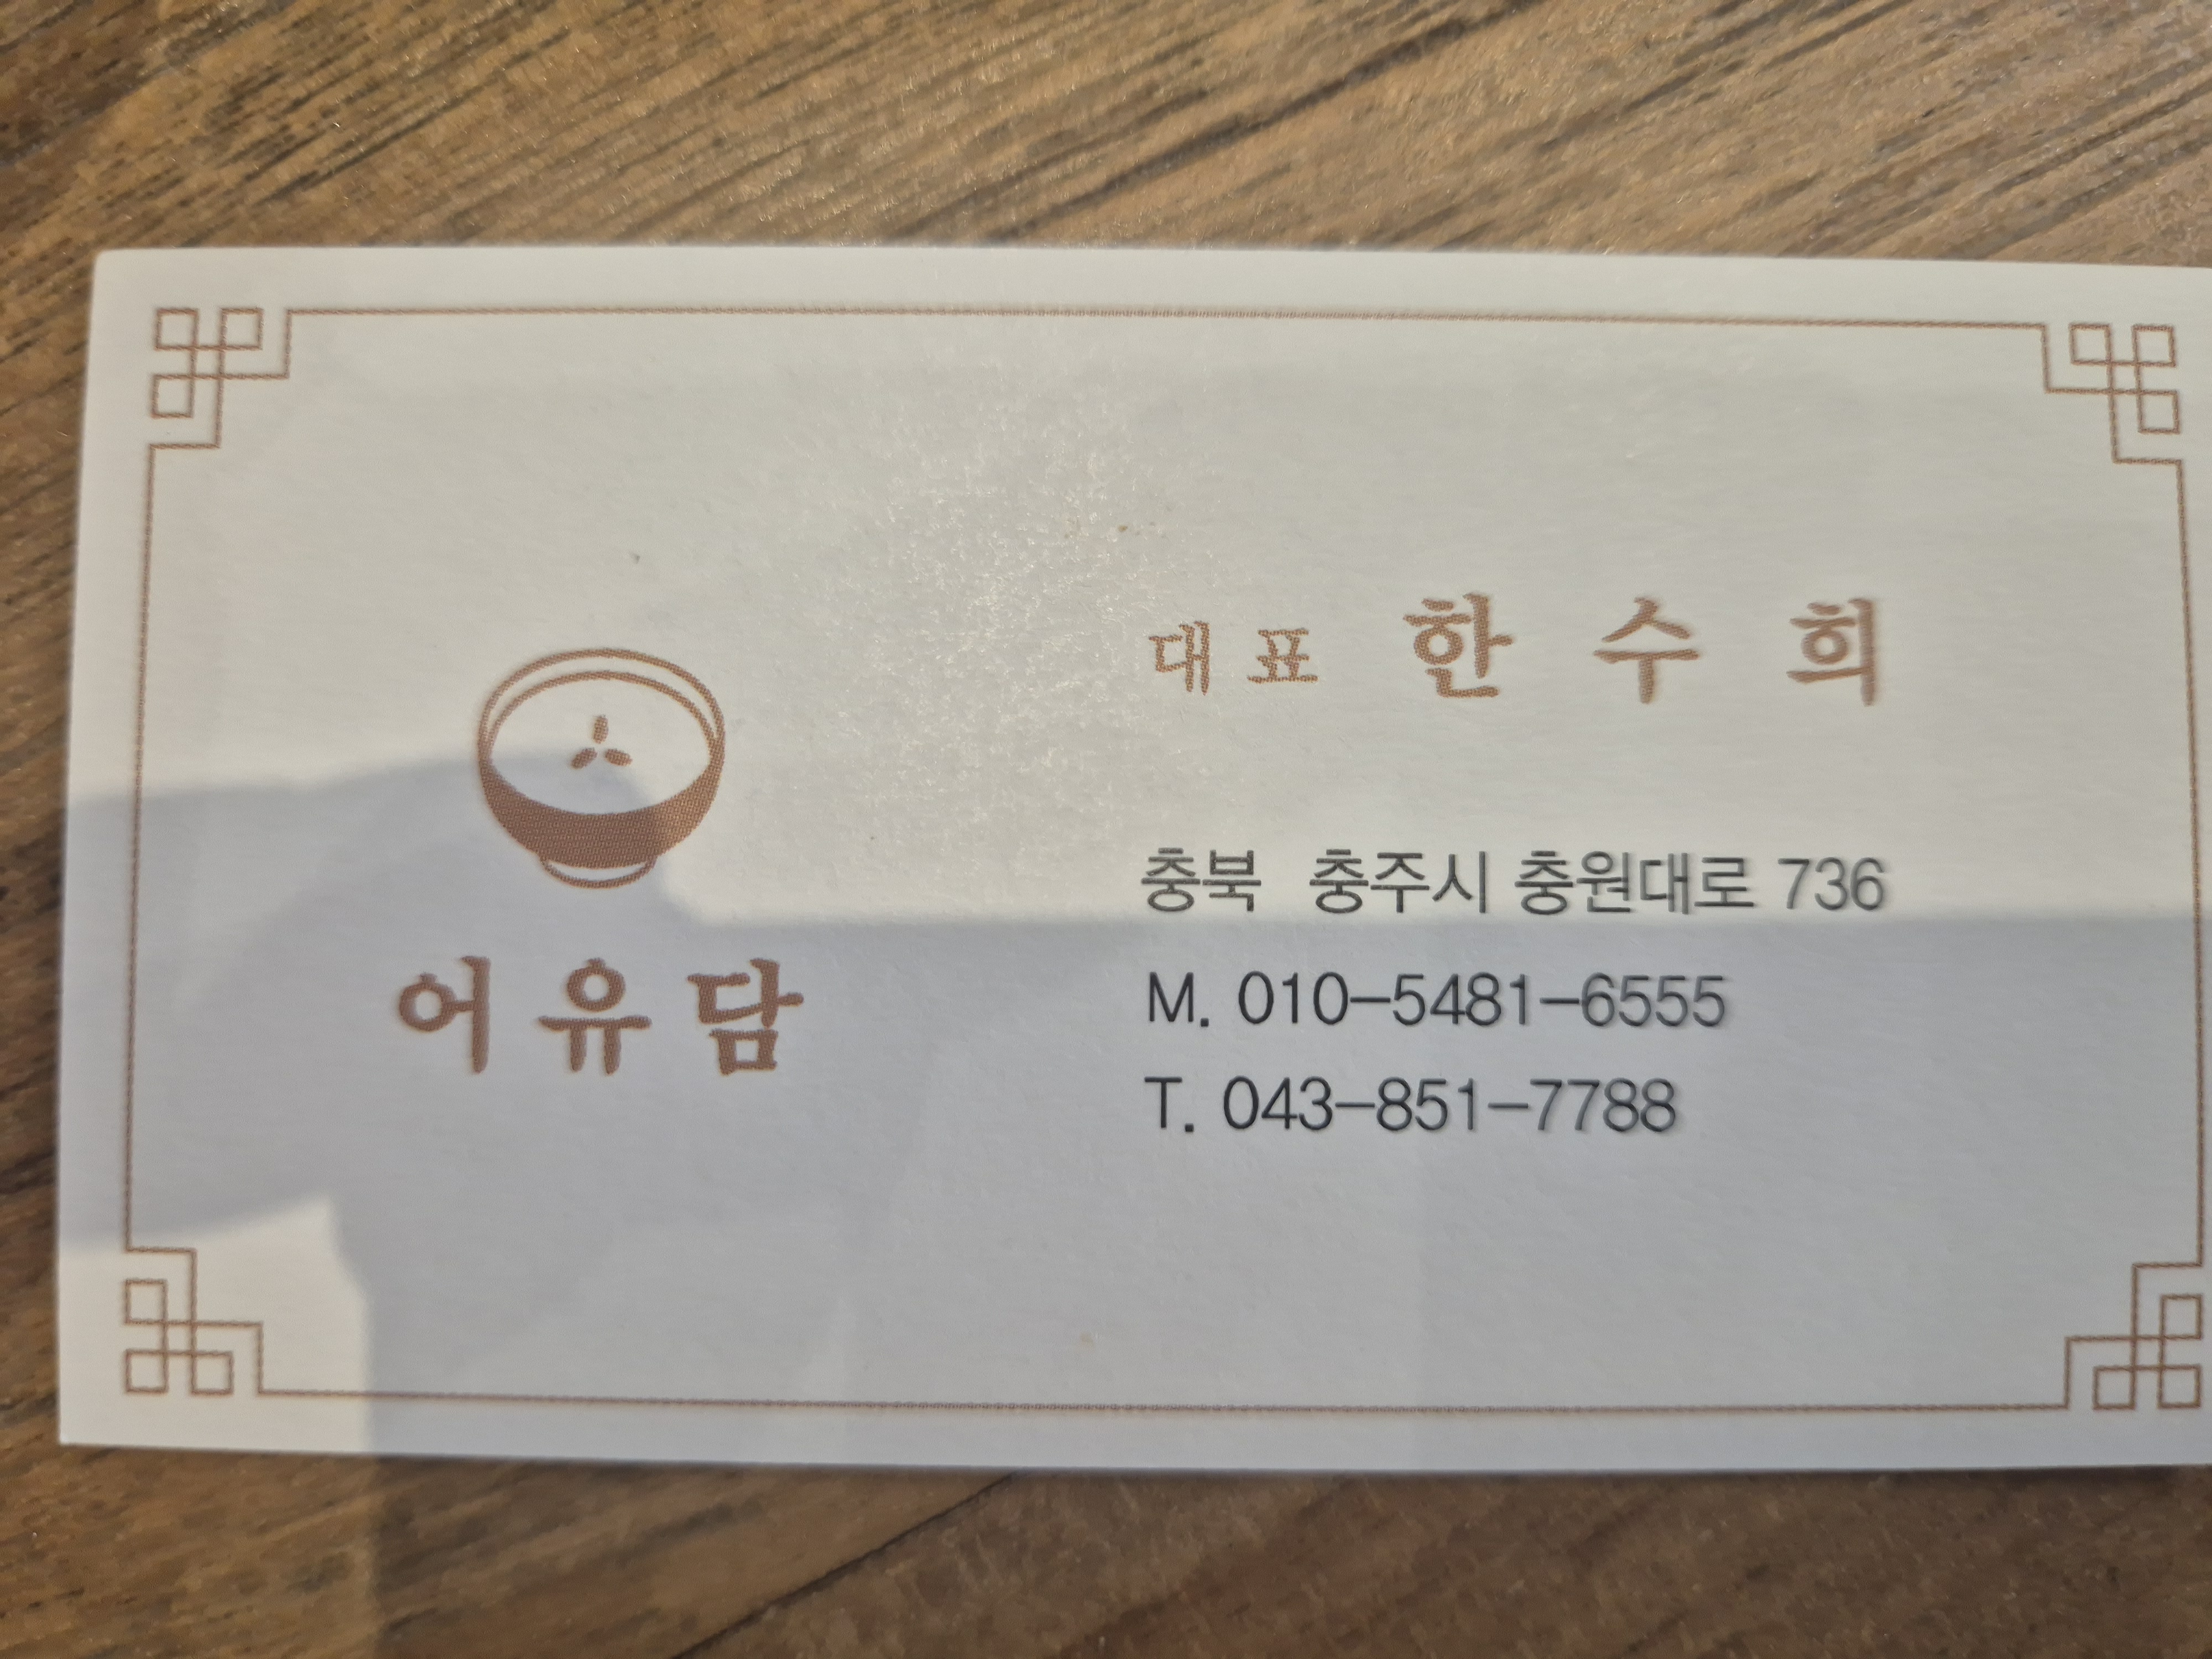 어유담
대표 한수희
충북 충주시 충원대로 736
M. 010-5481-6555
T. 043-851-7788